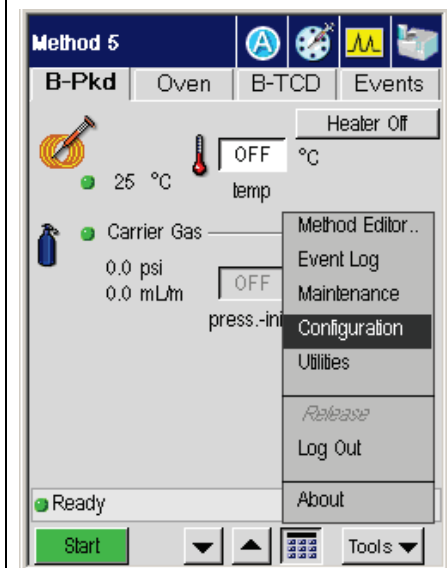 Method 5
B-Pkd Oven B-TCD Events
Heater Off
OFF °C
25 °C temp
Carrier Gas
0.0 psi
0.0 mL/m OFF
press.-ini
Method Editor..
Event Log
Maintenance
Configuration
Utilities
Release
Log Out
About
Ready
Start Tools